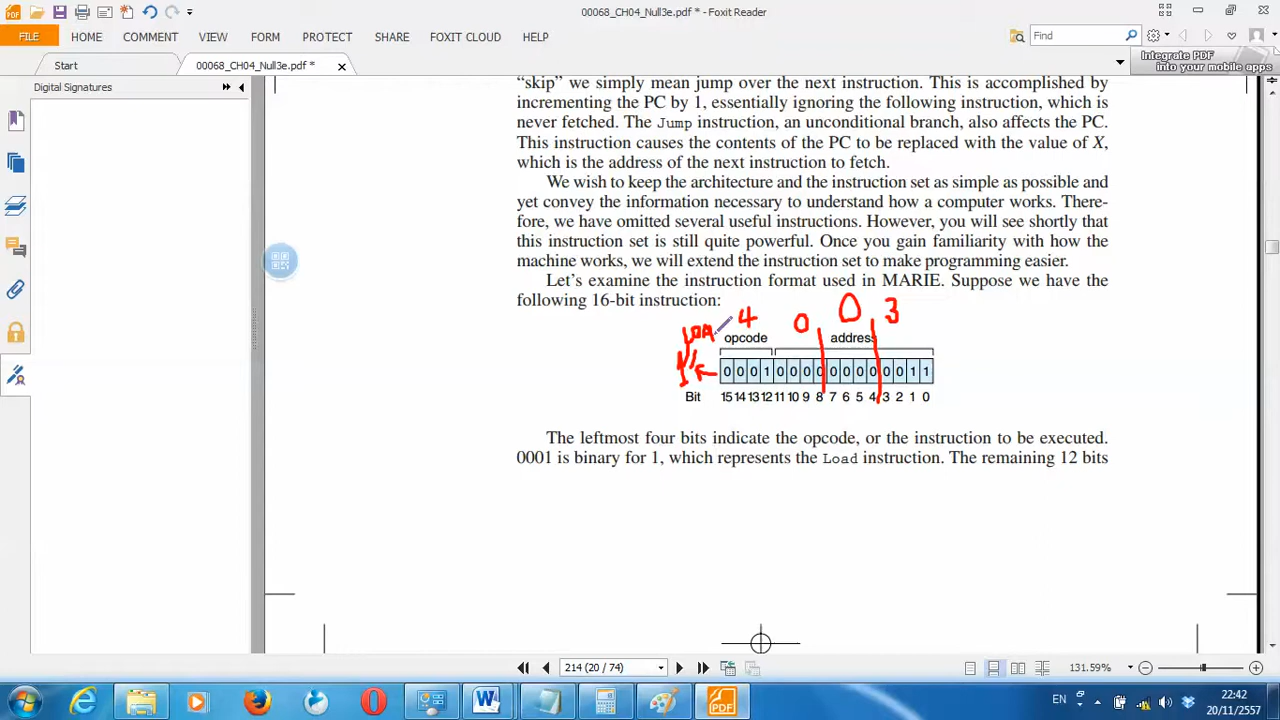 00068_CH04_Null3e.pdf * - Foxit Reader
FILE HOME COMMENT VIEW FORM PROTECT SHARE FOXIT CLOUD HELP
Find
Integrate PDF
into your mobile apps
Start
00068_CH04_Null3e.pdf *
Digital Signatures
“skip” we simply mean jump over the next instruction. This is accomplished by
incrementing the PC by 1, essentially ignoring the following instruction, which is
never fetched. The Jump instruction, an unconditional branch, also affects the PC.
This instruction causes the contents of the PC to be replaced with the value of X,
which is the address of the next instruction to fetch.
We wish to keep the architecture and the instruction set as simple as possible and
yet convey the information necessary to understand how a computer works. There-
fore, we have omitted several useful instructions. However, you will see shortly that
this instruction set is still quite powerful. Once you gain familiarity with how the
machine works, we will extend the instruction set to make programming easier.
Let’s examine the instruction format used in MARIE. Suppose we have the
following 16-bit instruction:
4 0 0 3
LOA
opcode address
0 0 0 1 0 0 0 0 0 0 0 0 0 0 1 1
Bit 15 14 13 12 11 10 9 8 7 6 5 4 3 2 1 0
The leftmost four bits indicate the opcode, or the instruction to be executed.
0001 is binary for 1, which represents the Load instruction. The remaining 12 bits
214 (20 / 74)
131.59%
EN
22:42
20/11/2557